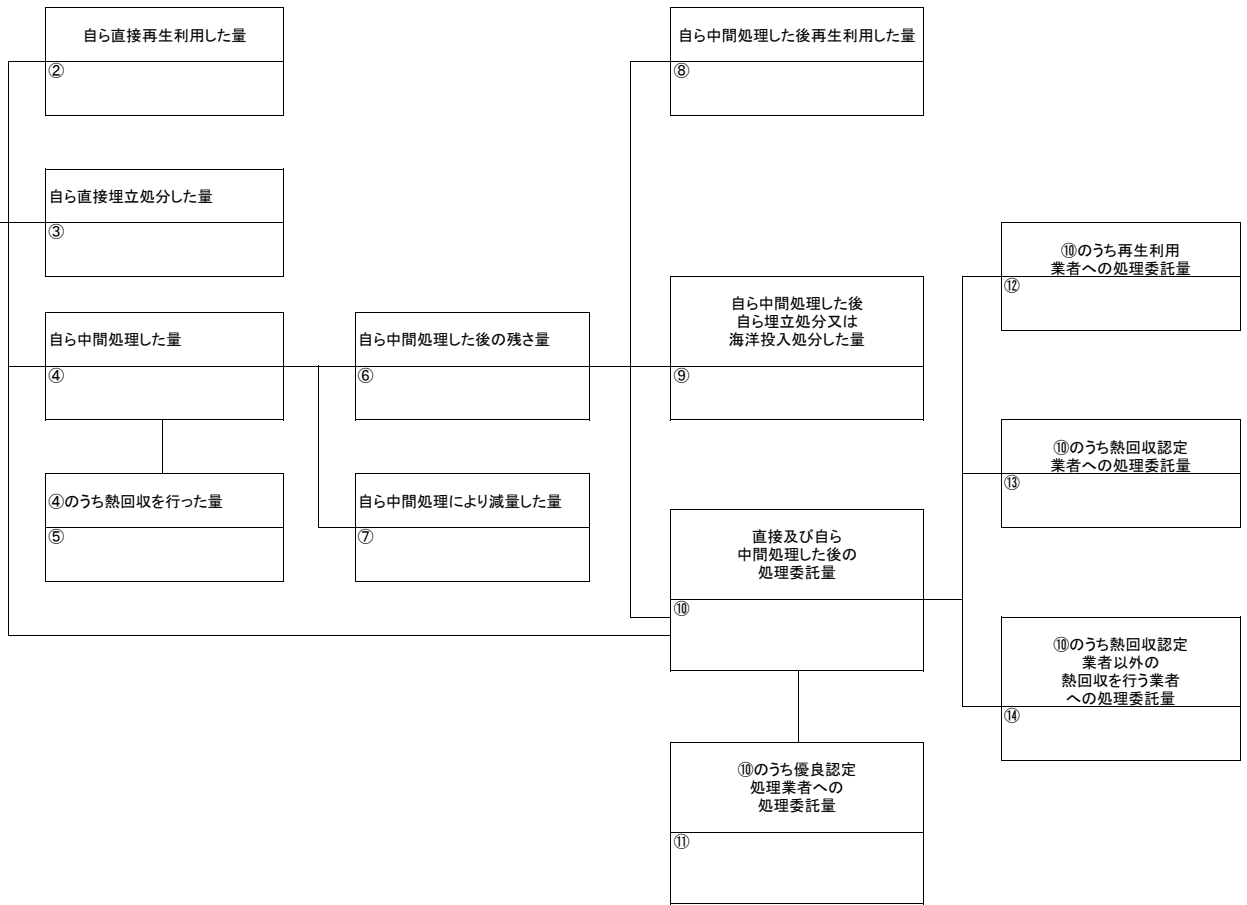 自ら直接再生利用した量
②
自ら中間処理した後再生利用した量
⑧
自ら直接埋立処分した量
③
⑩のうち再生利用
業者への処理委託量
⑫
自ら中間処理した量
④
自ら中間処理した後の残さ量
⑥
自ら中間処理した後
自ら埋立処分又は
海洋投入処分した量
⑨
⑩のうち熱回収認定
業者への処理委託量
⑬
④のうち熱回収を行った量
⑤
自ら中間処理により減量した量
⑦
直接及び自ら
中間処理した後の
処理委託量
⑩
⑩のうち熱回収認定
業者以外の
熱回収を行う業者
への処理委託量
⑭
⑩のうち優良認定
処理業者への
処理委託量
⑪